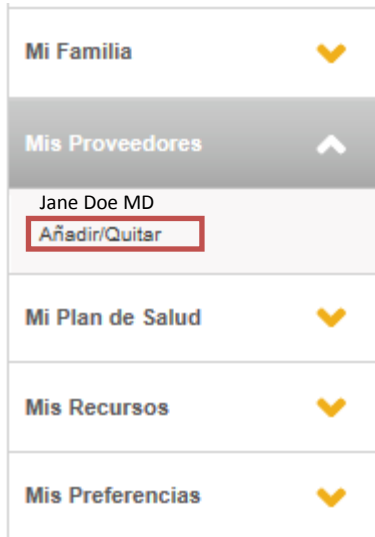 Mi Familia
Mis Proveedores
Jane Doe MD
Añadir/Quitar
Mi Plan de Salud
Mis Recursos
Mis Preferencias